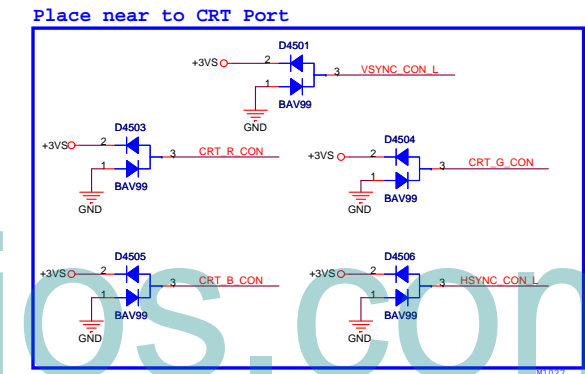 Place near to CRT Port
D4501
+3VS 2
3 VSYNC_CON_L
1
BAV99
GND
D4503
+3VS 2
3 CRT_R_CON
1
BAV99
GND
D4504
+3VS 2
3 CRT_G_CON
1
BAV99
GND
D4505
+3VS 2
3 CRT_B_CON
1
BAV99
GND
D4506
+3VS 2
3 HSYNC_CON_L
1
BAV99
GND
ios.com